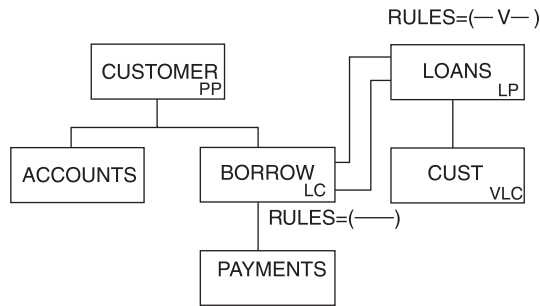 RULES=(— V— )
CUSTOMER
PP
LOANS
LP
ACCOUNTS
BORROW
LC
CUST
VLC
RULES=(——)
PAYMENTS